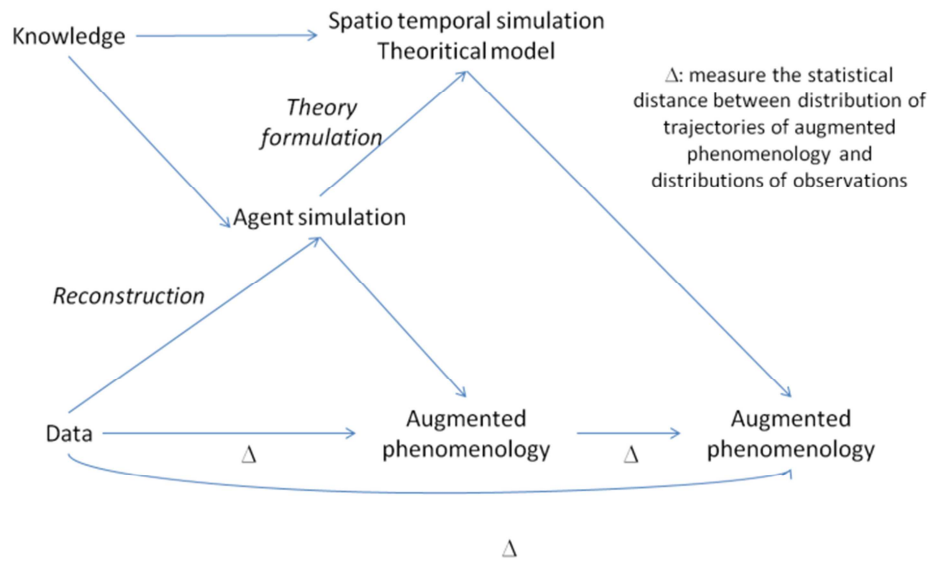 Knowledge
Spatio temporal simulation
Theoritical model
Δ: measure the statistical
distance between distribution of
trajectories of augmented
phenomenology and
distributions of observations
Theory
formulation
Agent simulation
Reconstruction
Data
Δ
Augmented
phenomenology
Δ
Augmented
phenomenology
Δ